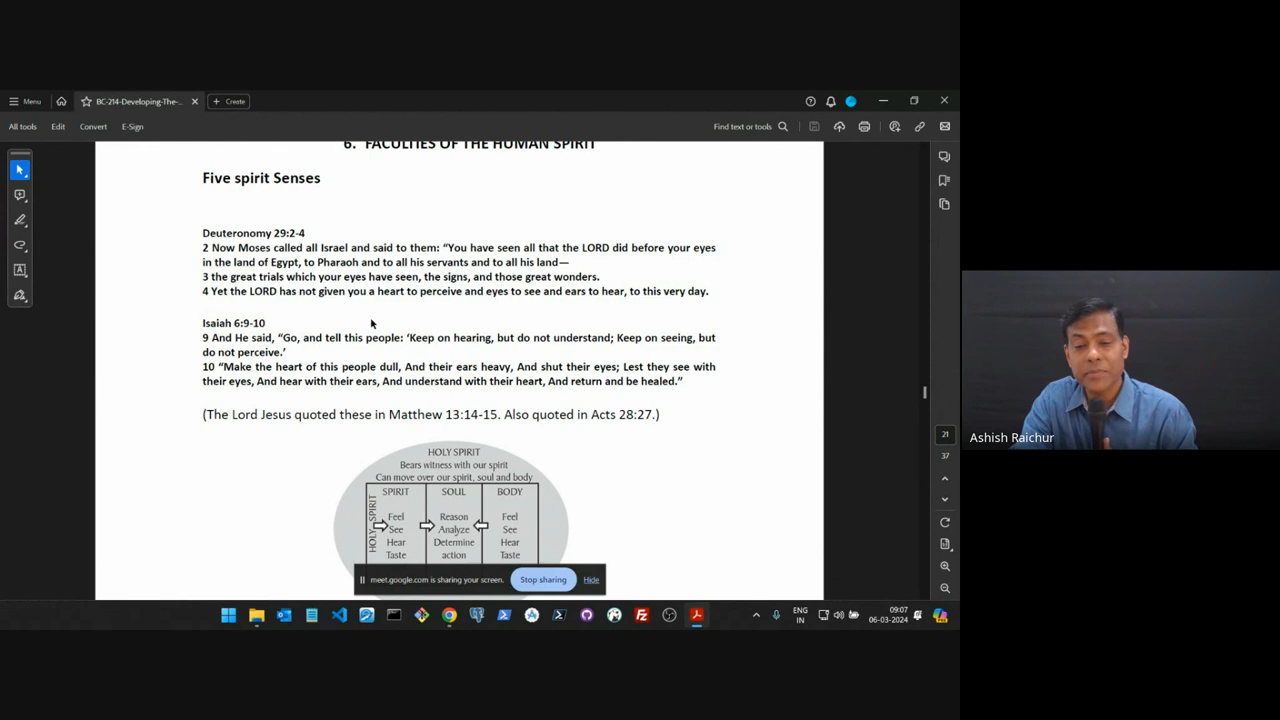 Menu
BC-214-Developing-The-...
Create
All tools
Edit
Convert
E-Sign
Find text or tools
6. FACULTIES OF THE HUMAN SPIRIT
Five spirit Senses
Deuteronomy 29:2-4
2 Now Moses called all Israel and said to them: “You have seen all that the LORD did before your eyes
in the land of Egypt, to Pharaoh and to all his servants and to all his land—
3 the great trials which your eyes have seen, the signs, and those great wonders.
4 Yet the LORD has not given you a heart to perceive and eyes to see and ears to hear, to this very day.
Isaiah 6:9-10
9 And He said, “Go, and tell this people: ‘Keep on hearing, but do not understand; Keep on seeing, but
do not perceive.’
10 “Make the heart of this people dull, And their ears heavy, And shut their eyes; Lest they see with
their eyes, And hear with their ears, And understand with their heart, And return and be healed.”
(The Lord Jesus quoted these in Matthew 13:14-15. Also quoted in Acts 28:27.)
HOLY SPIRIT
Bears witness with our spirit
Can move over our spirit, soul and body
HOLY SPIRIT
SPIRIT
Feel
See
Hear
Taste
SOUL
Reason
Analyze
Determine
action
BODY
Feel
See
Hear
Taste
meet.google.com is sharing your screen.
Stop sharing
Hide
21
37
ENG
IN
09:07
06-03-2024
Ashish Raichur